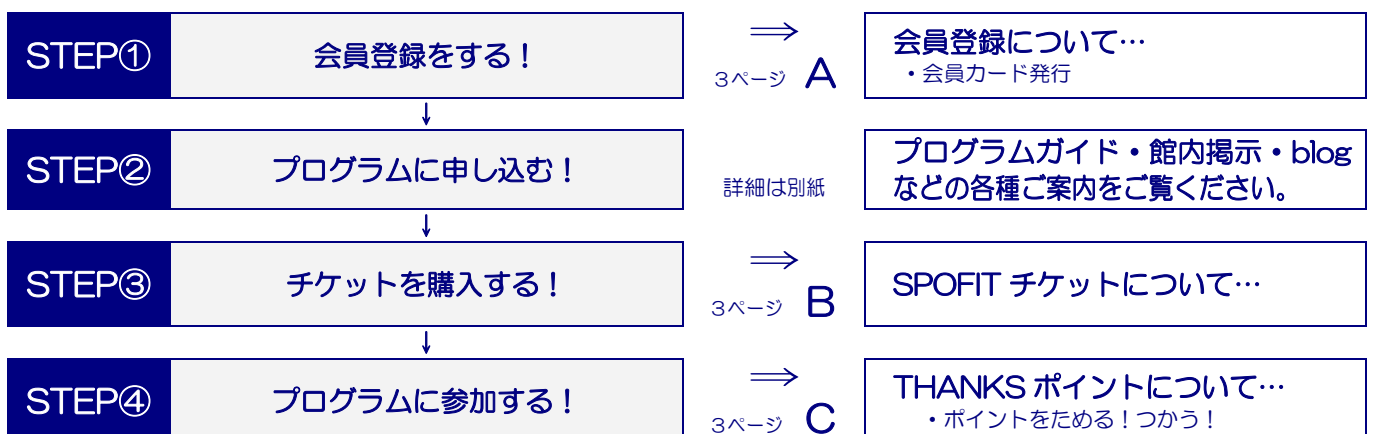 STEP① 会員登録をする！ ⇒ 会員登録について…
3ページ A ・会員カード発行
↓
STEP② プログラムに申し込む！ 詳細は別紙 プログラムガイド・館内掲示・blog
などの各種ご案内をご覧ください。
↓
STEP③ チケットを購入する！ ⇒ SPOFIT チケットについて…
3ページ B
↓
STEP④ プログラムに参加する！ ⇒ THANKS ポイントについて…
3ページ C ・ポイントをためる！つかう！